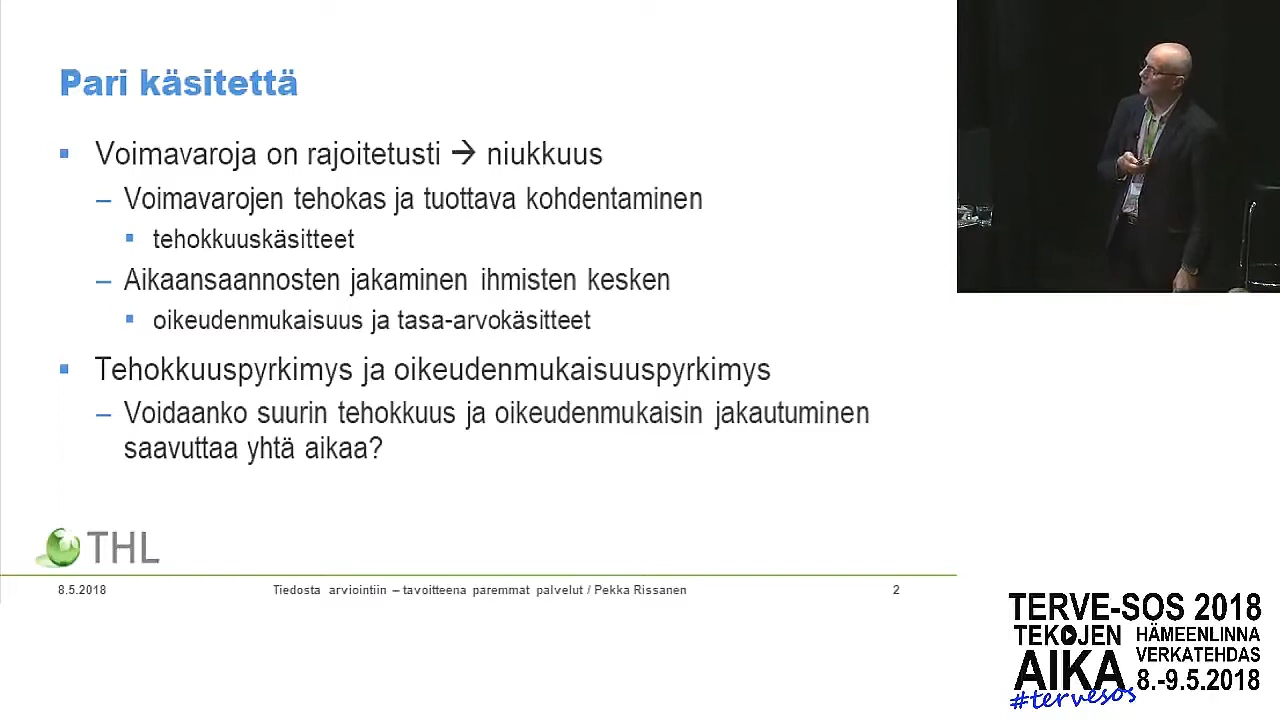 Pari käsitettä
Voimavaroja on rajoitetusti → niukkuus
– Voimavarojen tehokas ja tuottava kohdentaminen
tehokkuuskäsitteet
– Aikaansaannosten jakaminen ihmisten kesken
oikeudenmukaisuus ja tasa-arvokäsitteet
Tehokkuuspyrkimys ja oikeudenmukaisuuspyrkimys
– Voidaanko suurin tehokkuus ja oikeudenmukaisin jakautuminen
saavuttaa yhtä aikaa?
THL
8.5.2018 Tiedosta arviointiin – tavoitteena paremmat palvelut / Pekka Rissanen 2
TERVE-SOS 2018
TEKOJEN
AIKA
HÄMEENLINNA
VERKATEHDAS
8.-9.5.2018
#tervesos